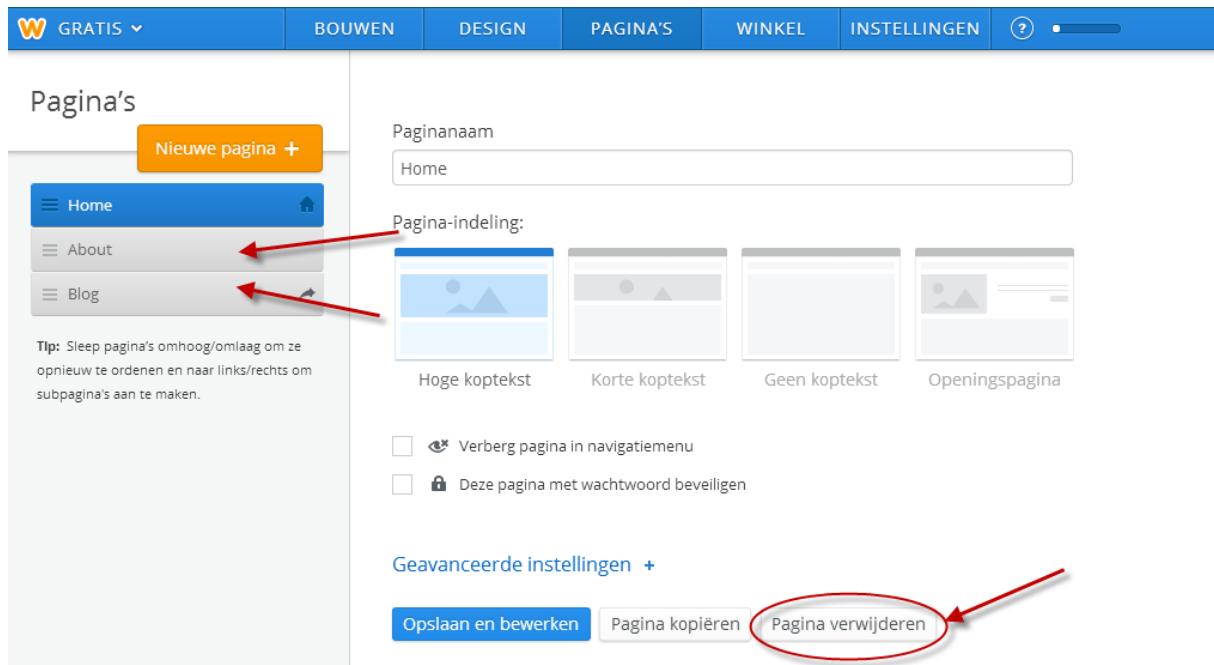 GRATIS BOUWEN DESIGN PAGINA'S WINKEL INSTELLINGEN ?
Pagina's
Nieuwe pagina +
Home
About
Blog
Tip: Sleep pagina's omhoog/omlaag om ze
opnieuw te ordenen en naar links/rechts om
subpagina's aan te maken.
Paginanaam
Home
Pagina-indeling:
Hoge koptekst Korte koptekst Geen koptekst Openingspagina
Verberg pagina in navigatiemenu
Deze pagina met wachtwoord beveiligen
Geavanceerde instellingen +
Opslaan en bewerken Pagina kopiëren Pagina verwijderen